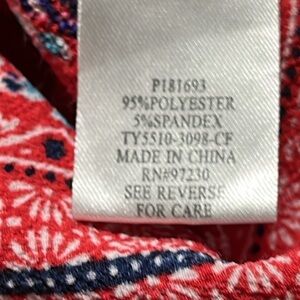 P181693
95%POLYESTER
5%SPANDEX
TY5510-3098-CF
MADE IN CHINA
RN#97230
SEE REVERSE
FOR CARE